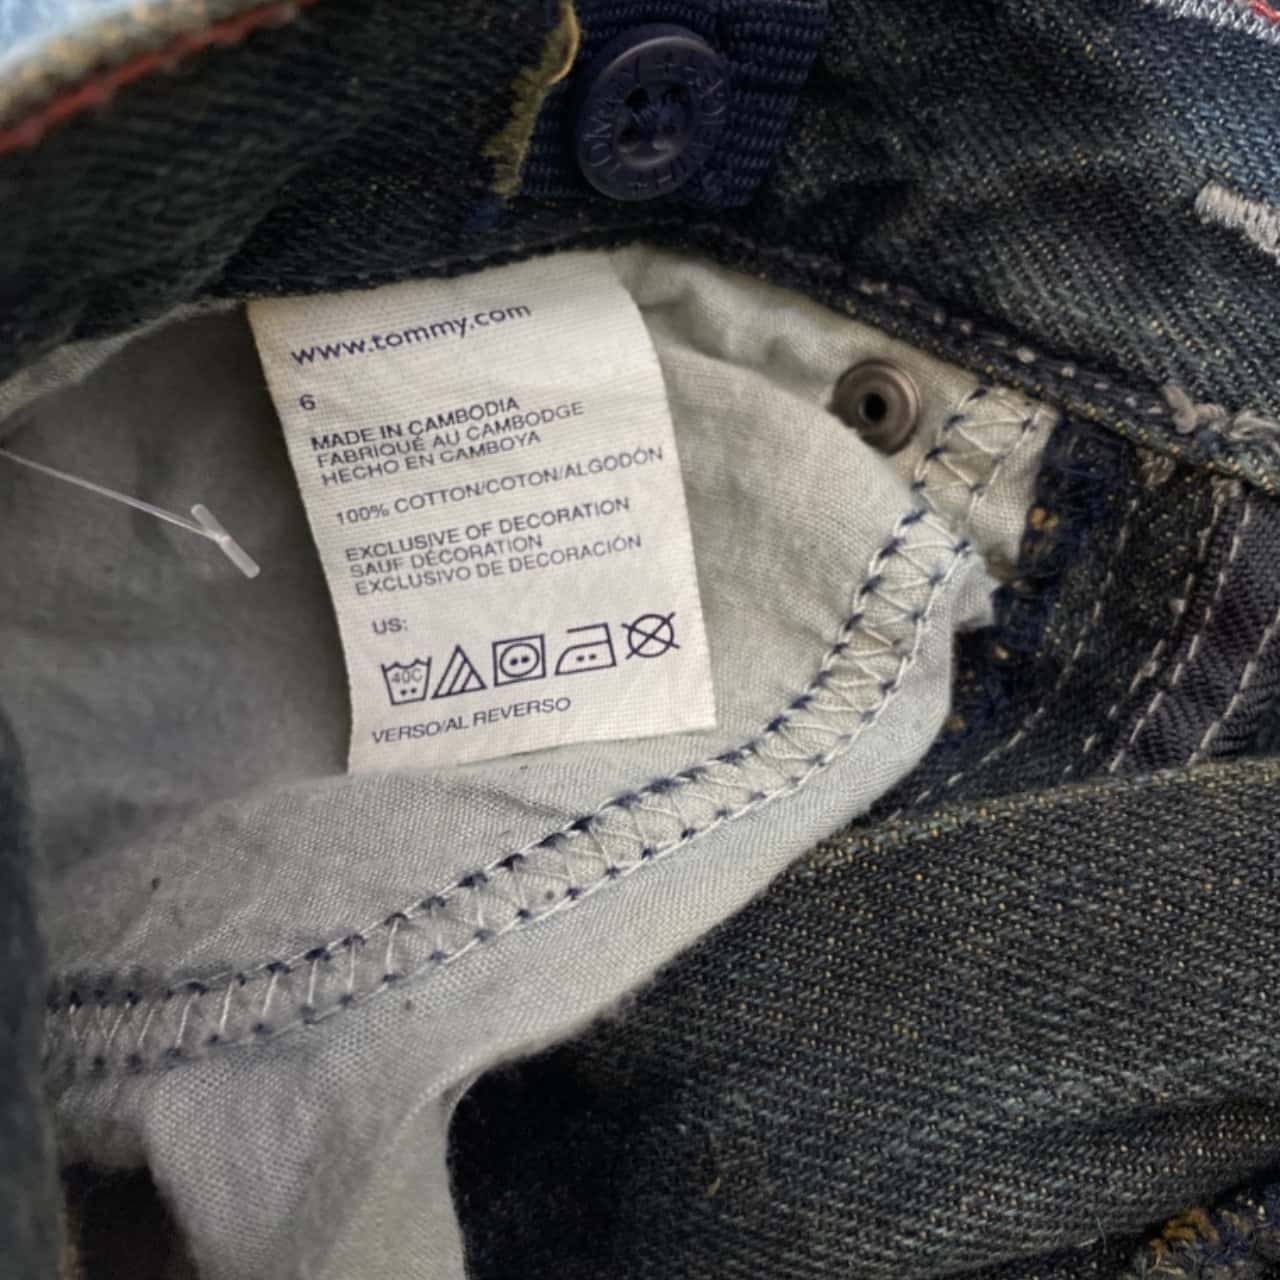 www.tommy.com
6
MADE IN CAMBODIA
FABRIQUÉ AU CAMBODGE
HECHO EN CAMBOYA
100% COTTON/COTON/ALGODÓN
EXCLUSIVE OF DECORATION
SAUF DÉCORATION
EXCLUSIVO DE DECORACIÓN
US:
40C
VERSO/AL REVERSO